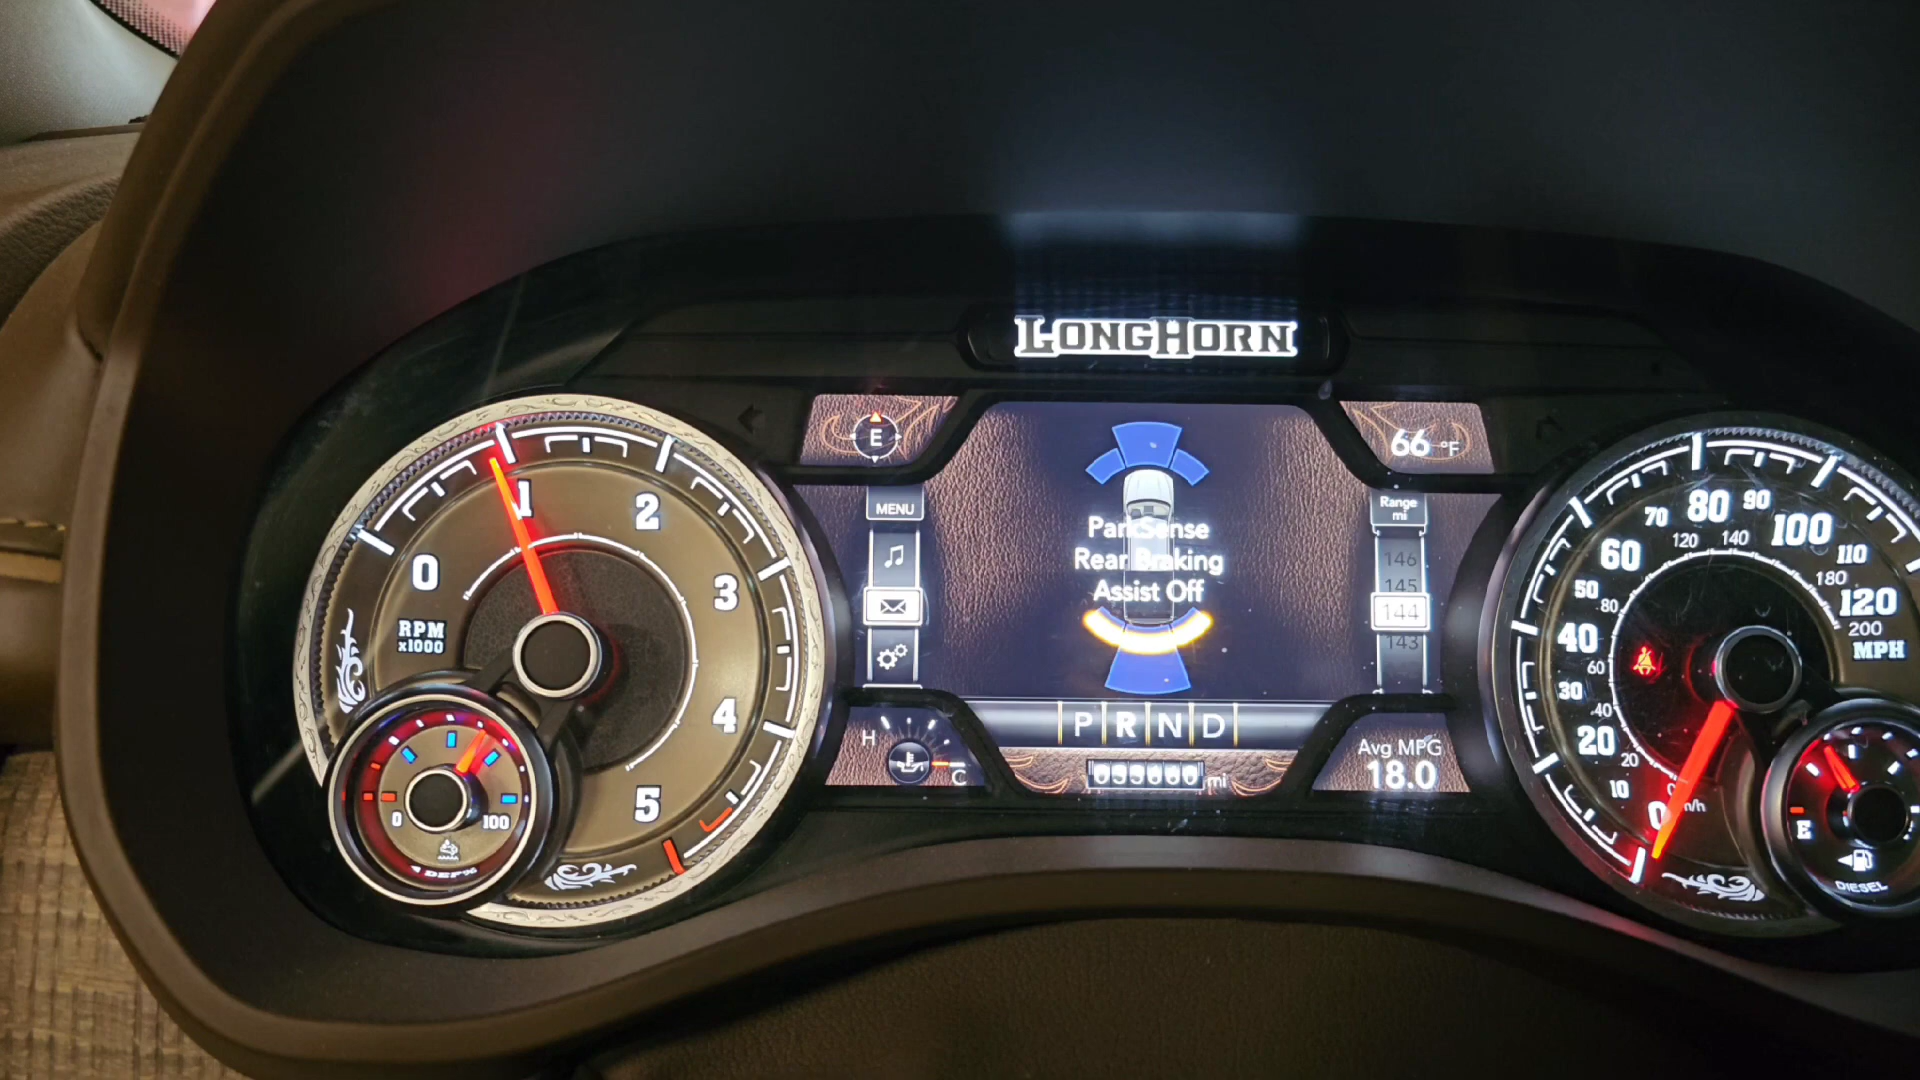 LONGHORN
E
66 °F
MENU
ParkSense
Rear Braking
Assist Off
Range
mi
146
145
144
143
P R N D
H
C
mi
Avg MPG
18.0
0
1
2
3
4
5
RPM
x1000
0
100
DEF%
0
10
20
30
40
50
60
70
80
90
100
110
120
MPH
20
40
60
80
120
140
180
200
E
DIESEL